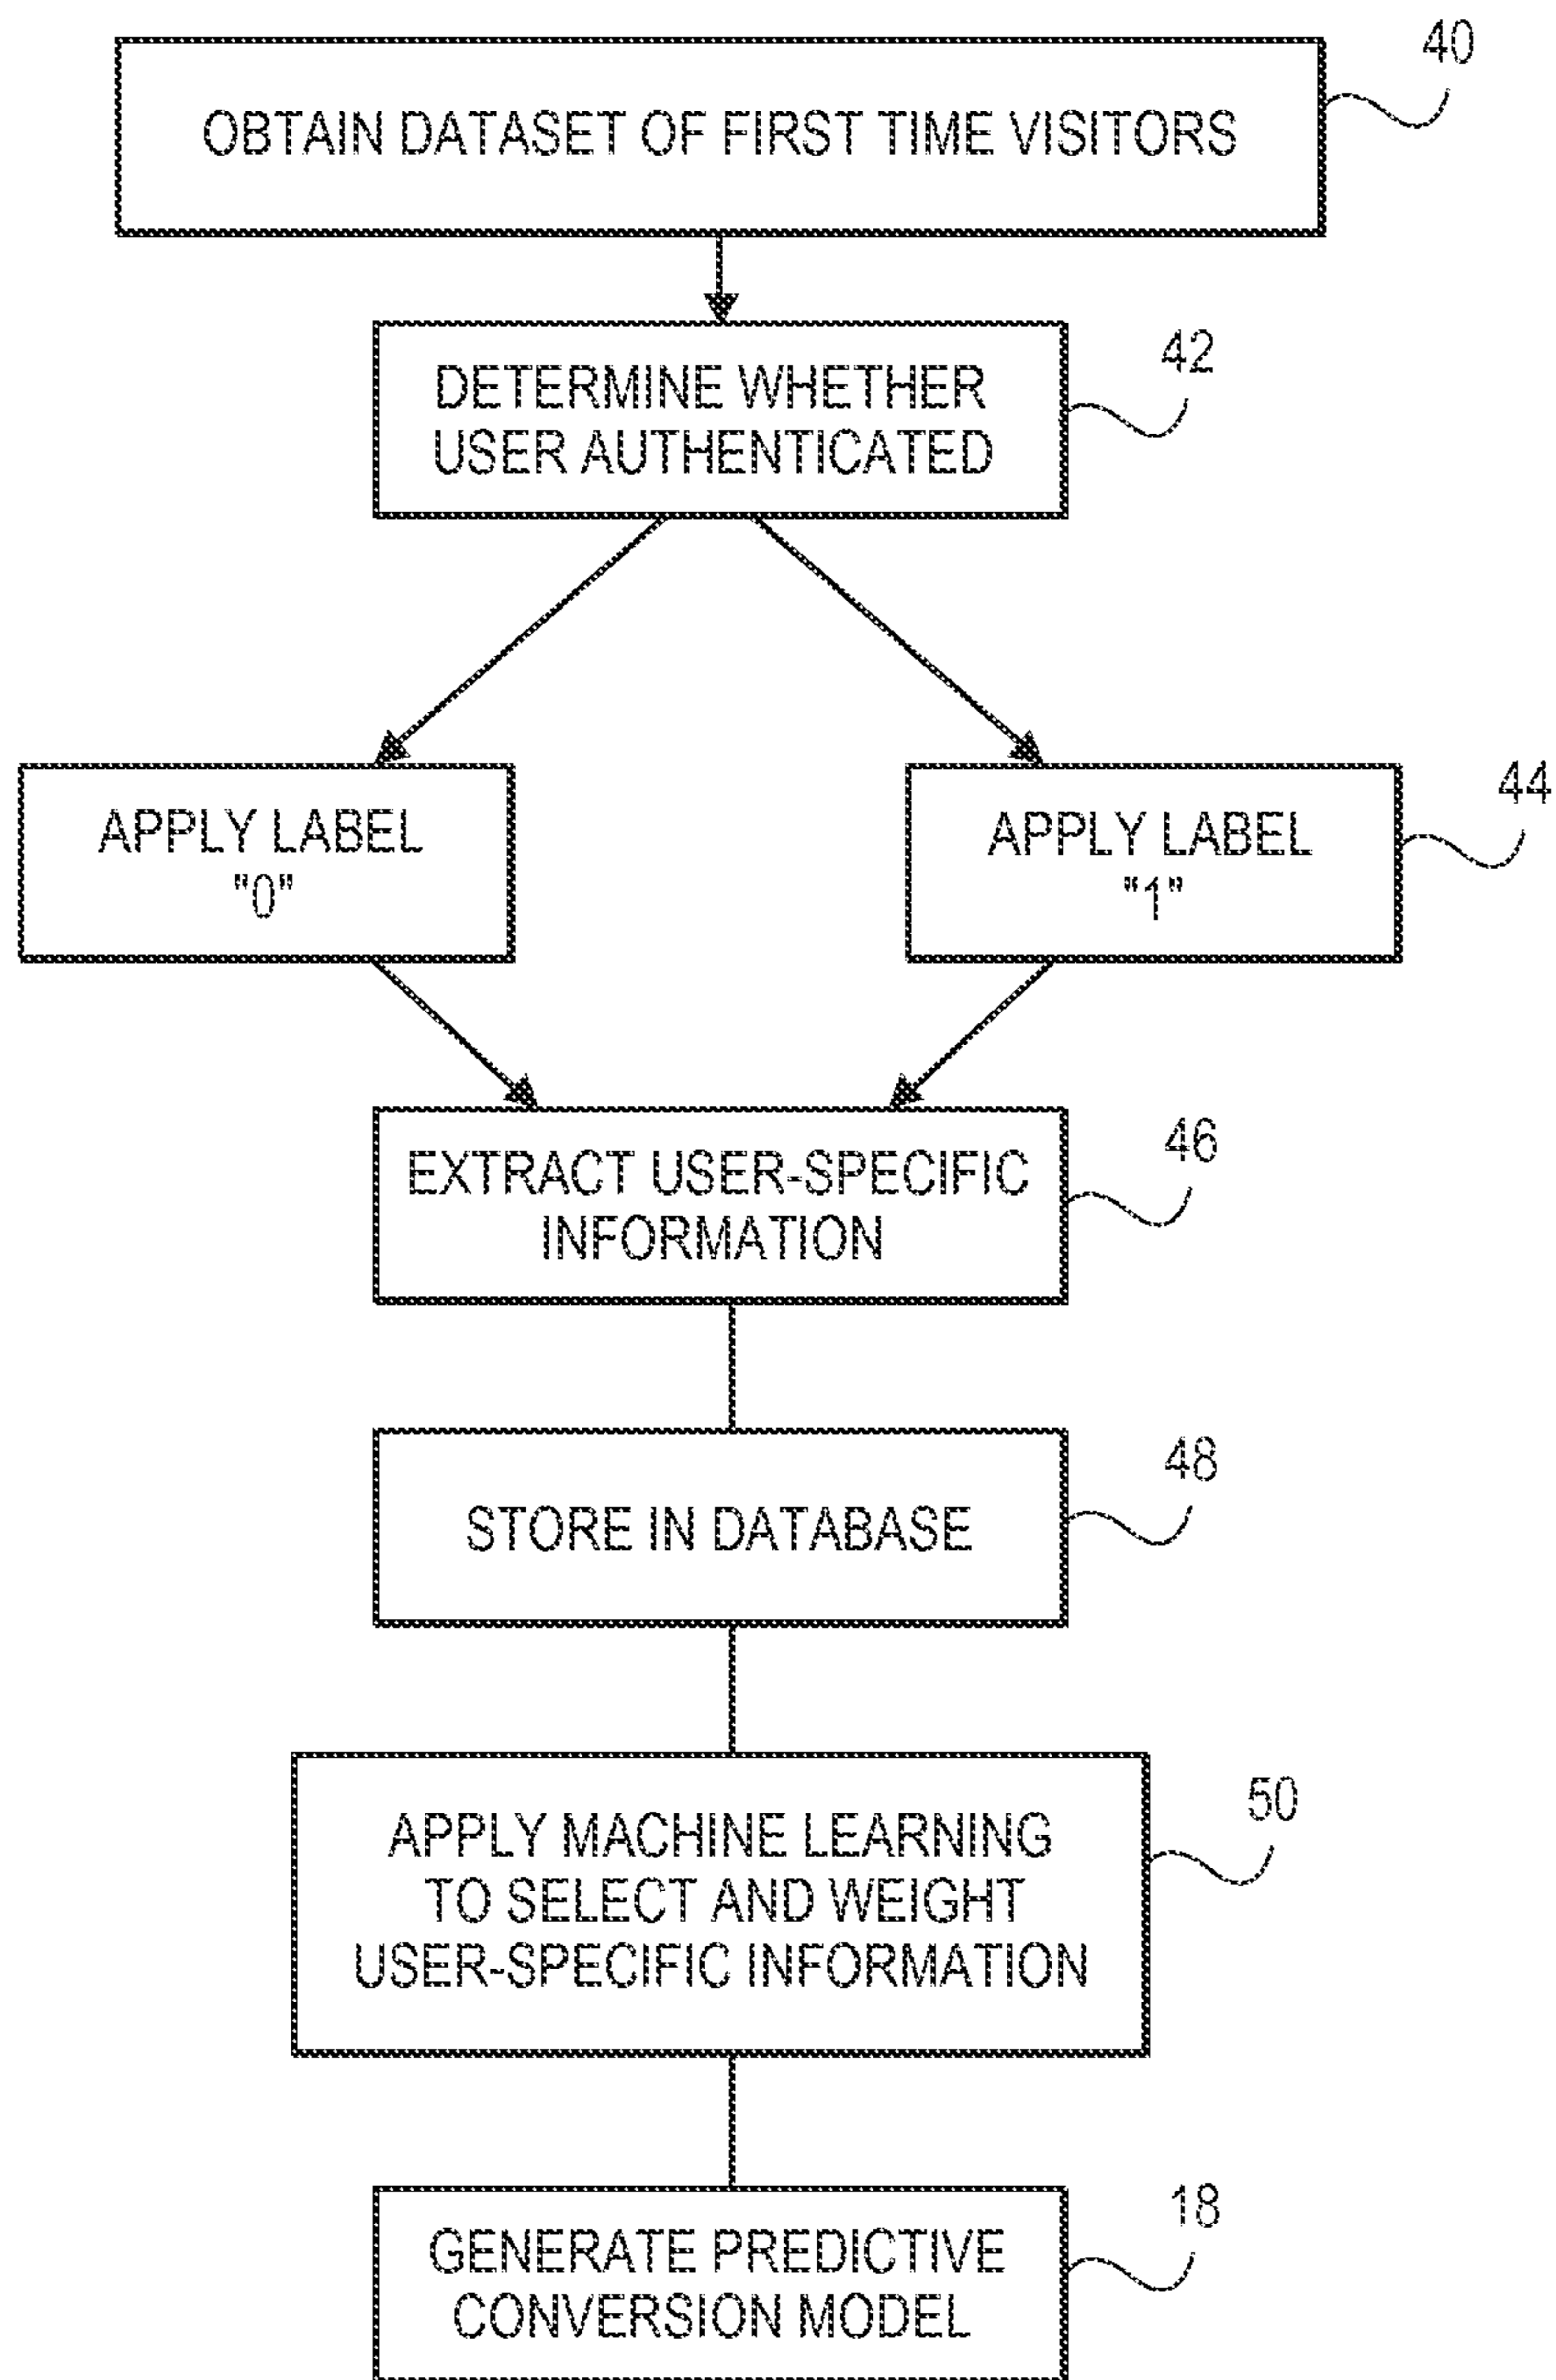 40
OBTAIN DATASET OF FIRST TIME VISITORS
42
DETERMINE WHETHER
USER AUTHENTICATED
APPLY LABEL
"0"
44
APPLY LABEL
"1"
46
EXTRACT USER-SPECIFIC
INFORMATION
48
STORE IN DATABASE
50
APPLY MACHINE LEARNING
TO SELECT AND WEIGHT
USER-SPECIFIC INFORMATION
18
GENERATE PREDICTIVE
CONVERSION MODEL